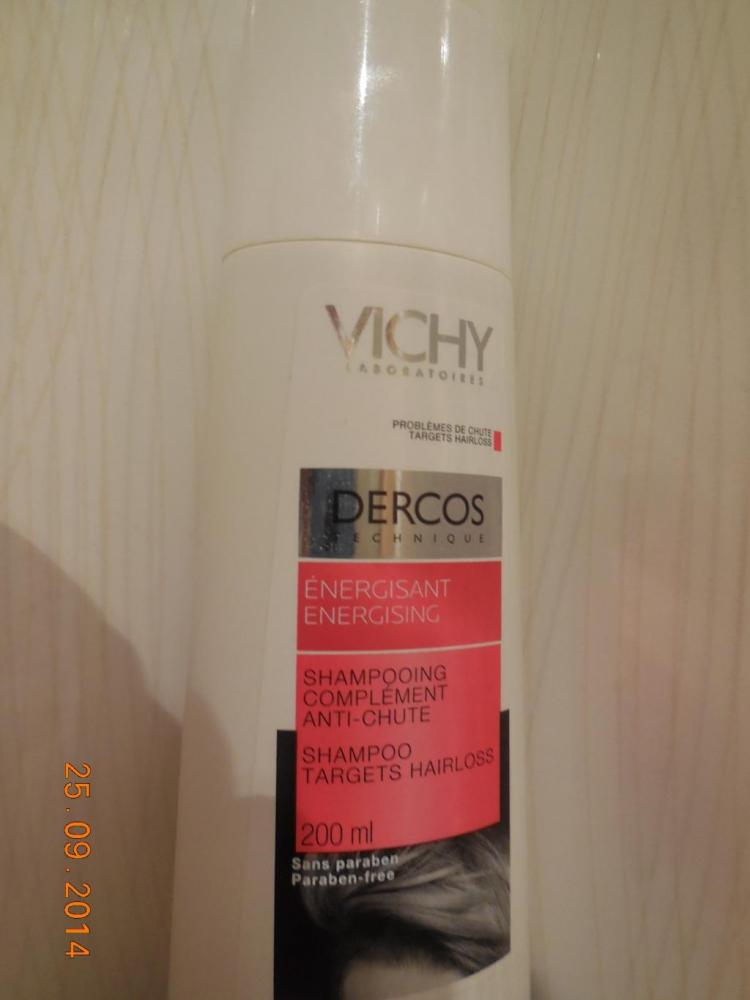 VICHY
LABORATOIRES
PROBLÈMES DE CHUTE
TARGETS HAIRLOSS
DERCOS
TECHNIQUE
ÉNERGISANT
ENERGISING
SHAMPOOING
COMPLÉMENT
ANTI-CHUTE
SHAMPOO
TARGETS HAIRLOSS
200 ml
Sans paraben
Paraben-free
25.09.2014